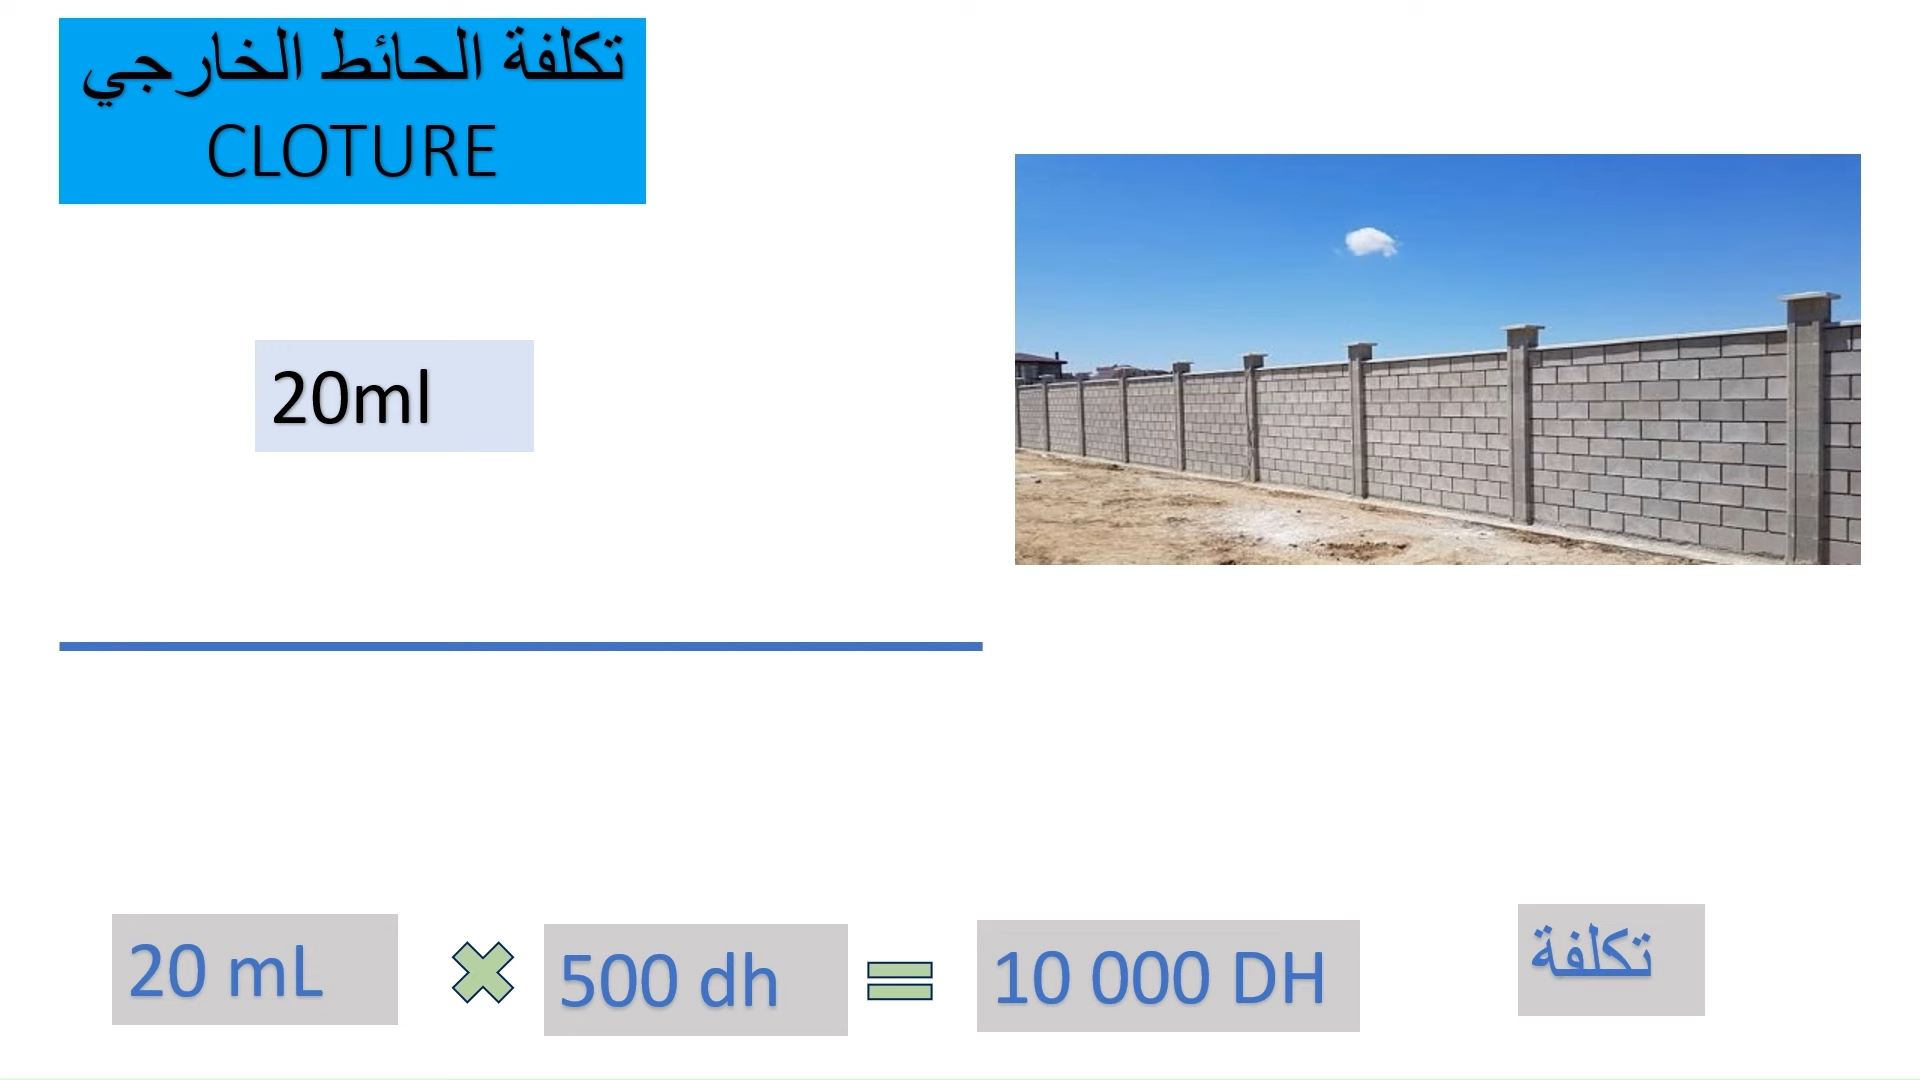 تكلفة الحائط الخارجي
CLOTURE
20ml
20 mL
500 dh
10 000 DH
تكلفة